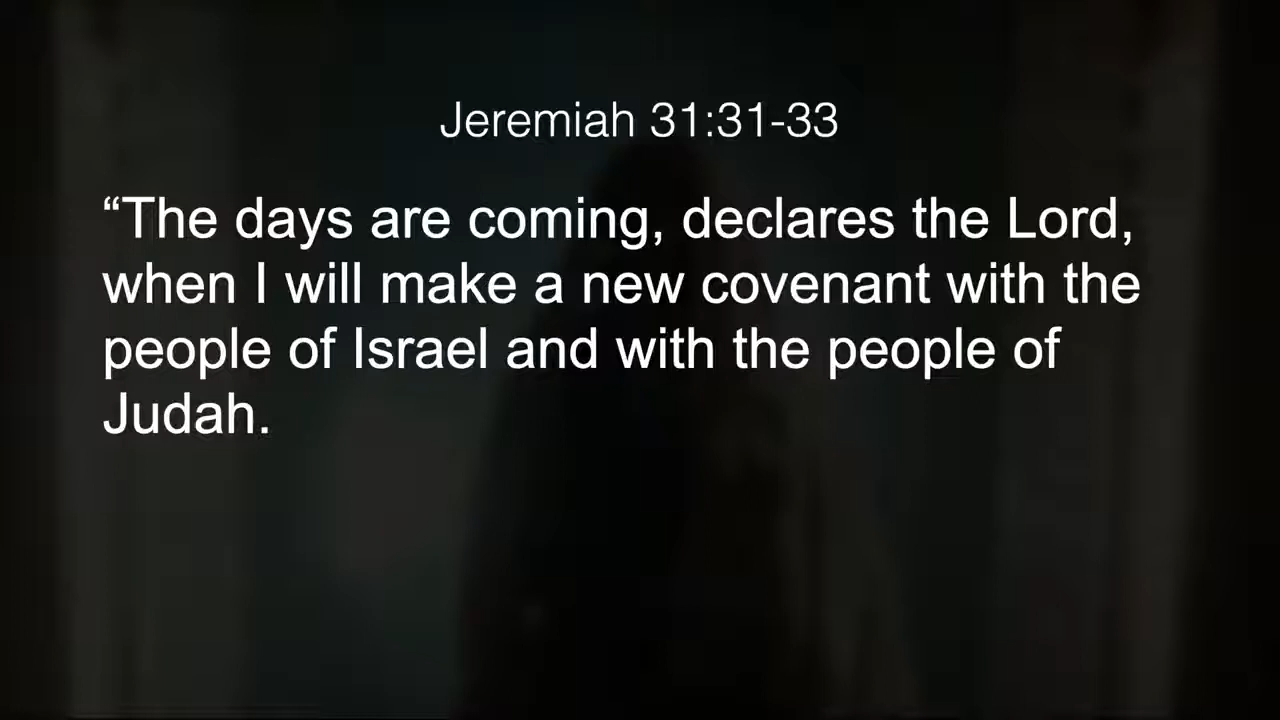 Jeremiah 31:31-33
“The days are coming, declares the Lord,
when I will make a new covenant with the
people of Israel and with the people of
Judah.